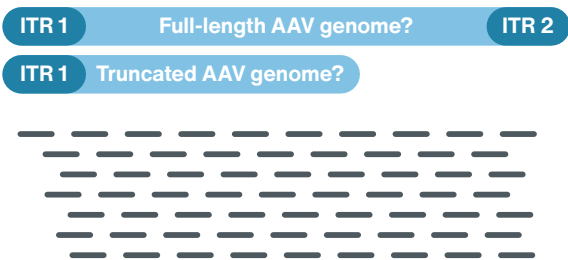 ITR 1 Full-length AAV genome? ITR 2
ITR 1 Truncated AAV genome?